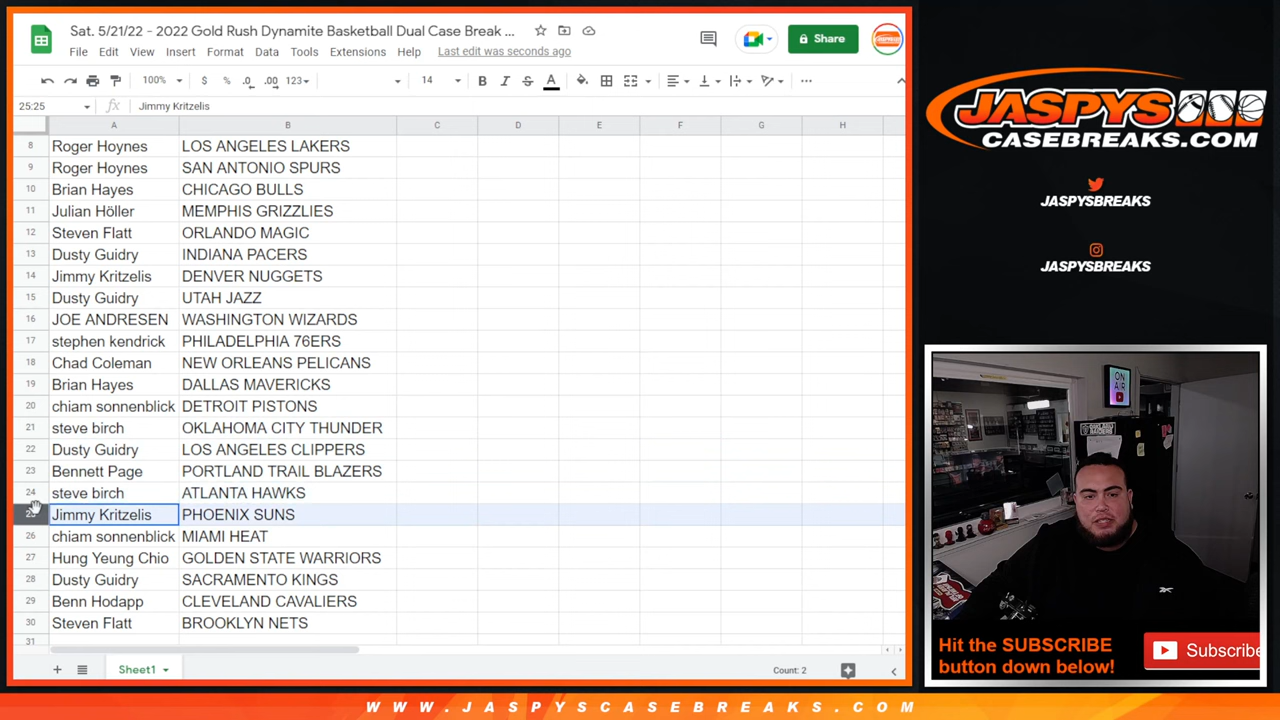 Sat. 5/21/22 - 2022 Gold Rush Dynamite Basketball Dual Case Break ...
File Edit View Insert Format Data Tools Extensions Help Last edit was seconds ago
Share
100% $ % .0 .00 123 14 B I S A
25:25 fx Jimmy Kritzelis
A B C D E F G H
8 Roger Hoynes LOS ANGELES LAKERS
9 Roger Hoynes SAN ANTONIO SPURS
10 Brian Hayes CHICAGO BULLS
11 Julian Höller MEMPHIS GRIZZLIES
12 Steven Flatt ORLANDO MAGIC
13 Dusty Guidry INDIANA PACERS
14 Jimmy Kritzelis DENVER NUGGETS
15 Dusty Guidry UTAH JAZZ
16 JOE ANDRESEN WASHINGTON WIZARDS
17 stephen kendrick PHILADELPHIA 76ERS
18 Chad Coleman NEW ORLEANS PELICANS
19 Brian Hayes DALLAS MAVERICKS
20 chiam sonnenblick DETROIT PISTONS
21 steve birch OKLAHOMA CITY THUNDER
22 Dusty Guidry LOS ANGELES CLIPPERS
23 Bennett Page PORTLAND TRAIL BLAZERS
24 steve birch ATLANTA HAWKS
25 Jimmy Kritzelis PHOENIX SUNS
26 chiam sonnenblick MIAMI HEAT
27 Hung Yeung Chio GOLDEN STATE WARRIORS
28 Dusty Guidry SACRAMENTO KINGS
29 Benn Hodapp CLEVELAND CAVALIERS
30 Steven Flatt BROOKLYN NETS
31
Sheet1
Count: 2
JASPYS
CASEBREAKS.COM
JASPYSBREAKS
JASPYSBREAKS
ON
AIR
Hit the SUBSCRIBE
button down below!
Subscribe
WWW.JASPYSCASEBREAKS.COM